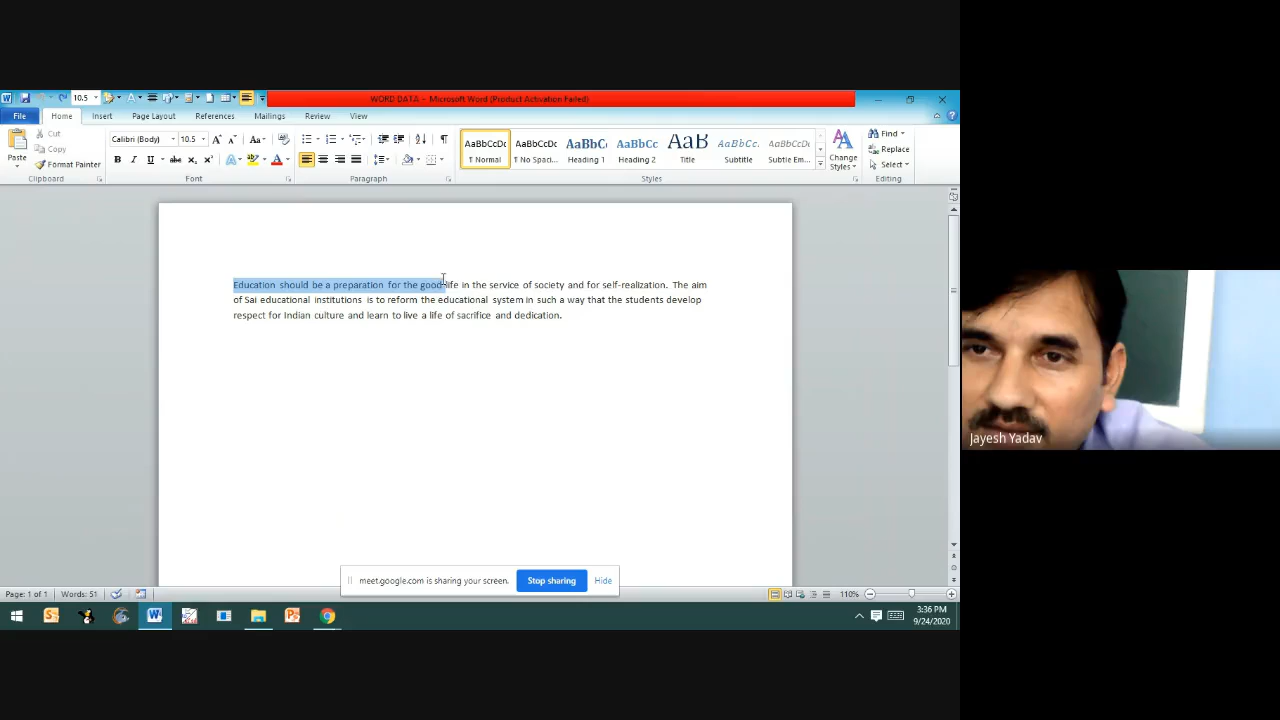 10.5
WORD DATA - Microsoft Word (Product Activation Failed)
File Home Insert Page Layout References Mailings Review View
Cut
Copy
Format Painter
Paste
Clipboard
Calibri (Body) 10.5
Font
Paragraph
AaBbCcDc AaBbCcDc AaBbC AaBbCc AaB AaBbCc. AaBbCcDc
¶ Normal ¶ No Spac... Heading 1 Heading 2 Title Subtitle Subtle Em...
Change
Styles
Styles
Find
Replace
Select
Editing
Education should be a preparation for the good life in the service of society and for self-realization. The aim
of Sai educational institutions is to reform the educational system in such a way that the students develop
respect for Indian culture and learn to live a life of sacrifice and dedication.
Jayesh Yadav
meet.google.com is sharing your screen. Stop sharing Hide
Page: 1 of 1 Words: 51 110%
3:36 PM
9/24/2020